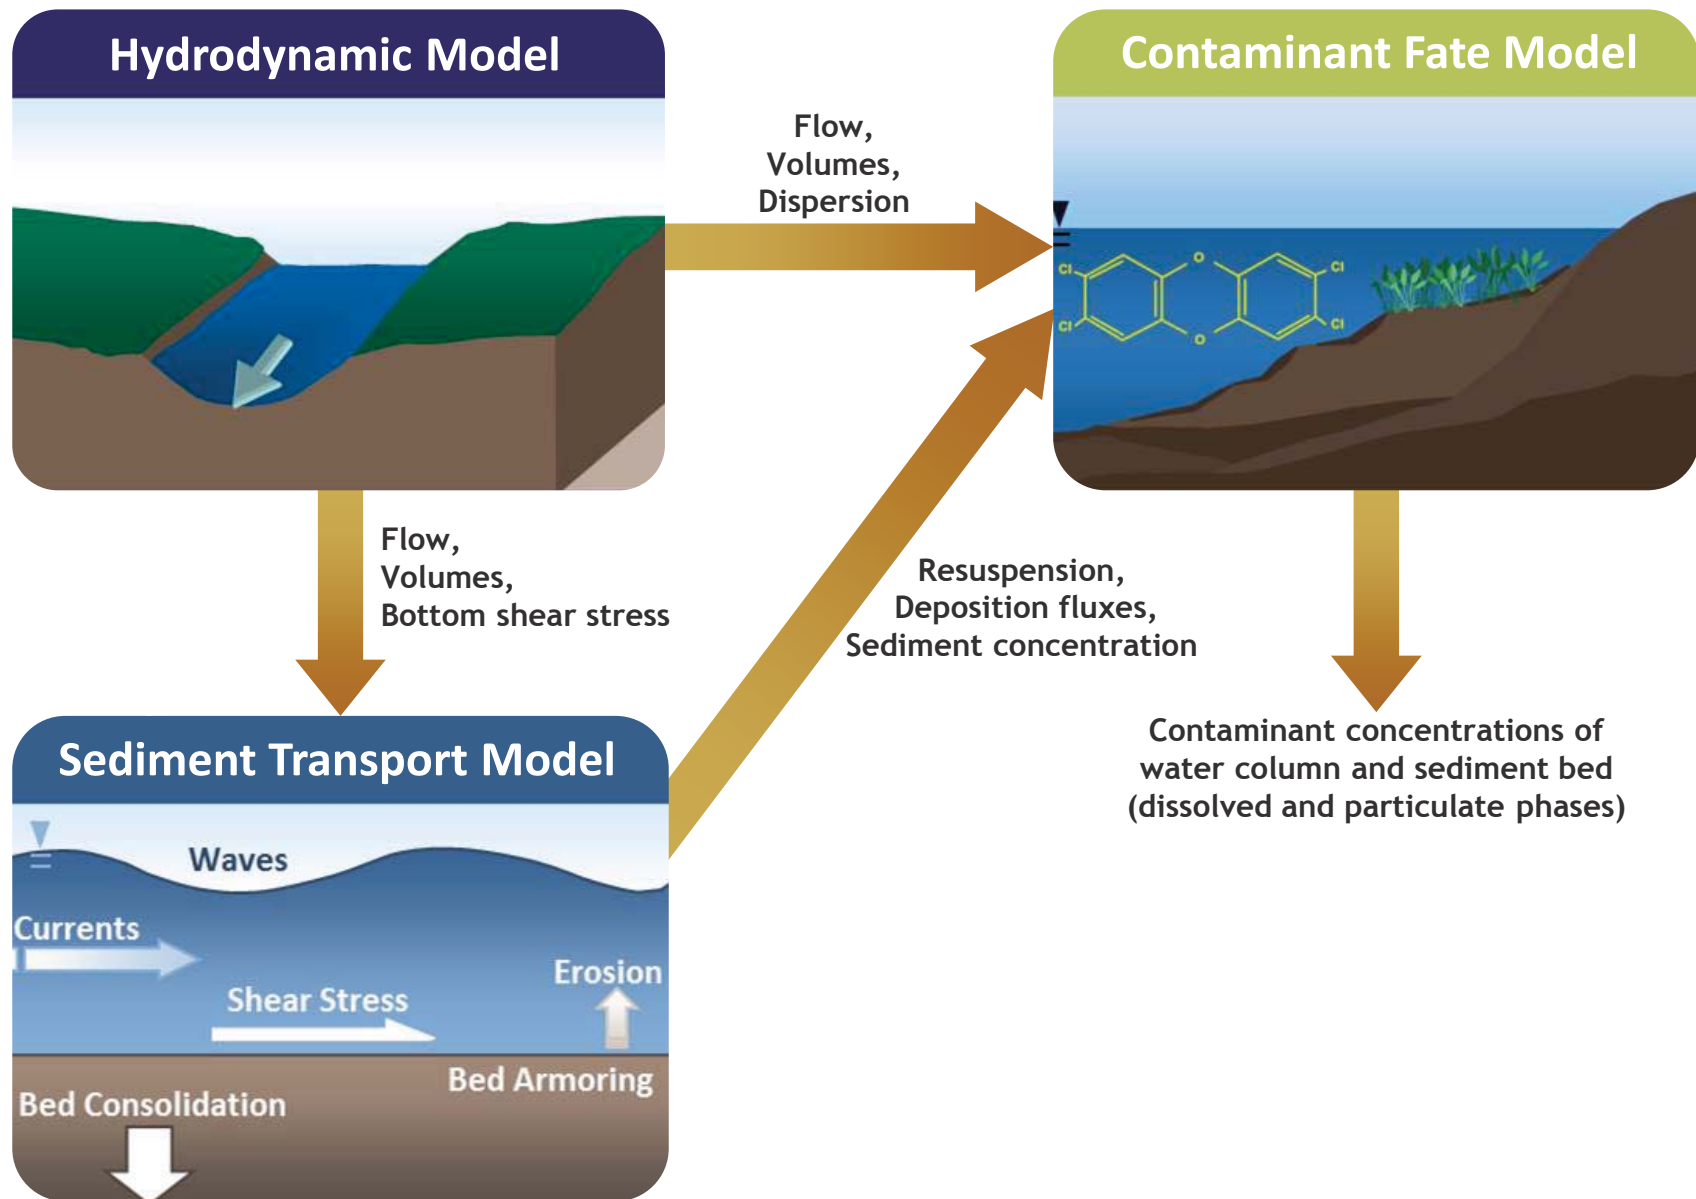 Hydrodynamic Model
Contaminant Fate Model
Flow,
Volumes,
Dispersion
Cl
O
Cl
Cl
O
Cl
Flow,
Volumes,
Bottom shear stress
Resuspension,
Deposition fluxes,
Sediment concentration
Sediment Transport Model
Waves
Currents
Shear Stress
Erosion
Bed Armoring
Bed Consolidation
Contaminant concentrations of
water column and sediment bed
(dissolved and particulate phases)